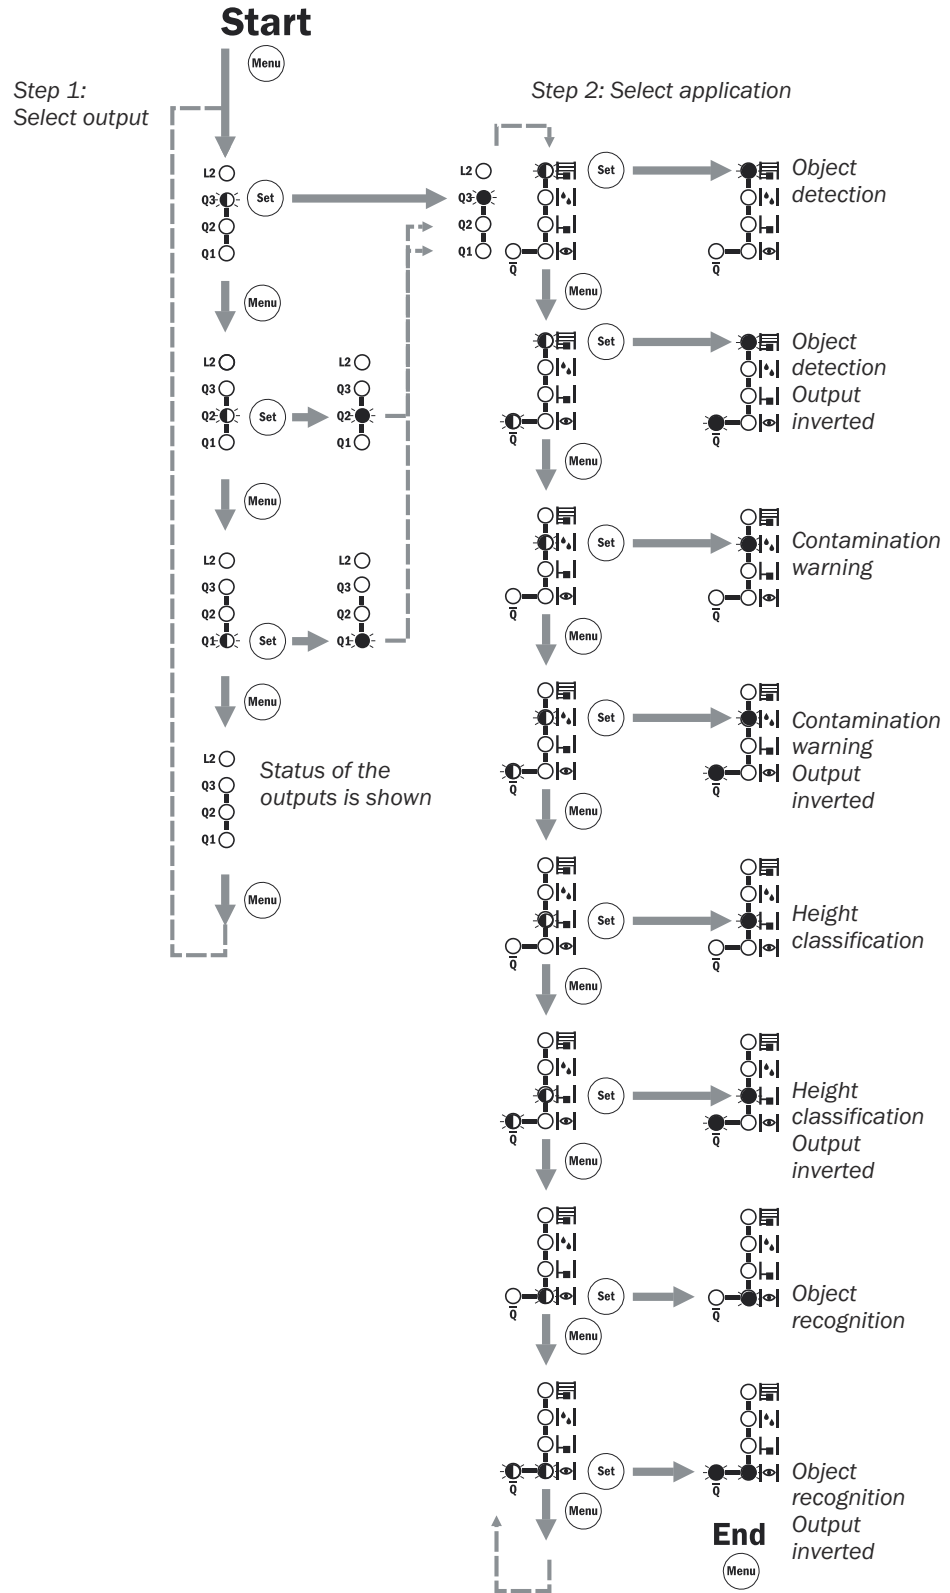 Start
Menu
Step 1:
Select output
L2
Q3
Set
Q2
Q1
Menu
L2
Q3
Q2
Set
Q1
L2
Q3
Q2
Q1
Menu
L2
Q3
Q2
Q1
Set
L2
Q3
Q2
Q1
Menu
L2
Q3
Q2
Q1
Status of the
outputs is shown
Menu
Step 2: Select application
L2
Q3
Q2
Q1
Q̅
Set
Q̅
Object
detection
Menu
Q̅
Set
Q̅
Object
detection
Output
inverted
Menu
Q̅
Set
Q̅
Contamination
warning
Menu
Q̅
Set
Q̅
Contamination
warning
Output
inverted
Menu
Q̅
Set
Q̅
Height
classification
Menu
Q̅
Set
Q̅
Height
classification
Output
inverted
Menu
Q̅
Set
Q̅
Object
recognition
Menu
Q̅
Set
Q̅
Object
recognition
Output
inverted
Menu
End
Menu